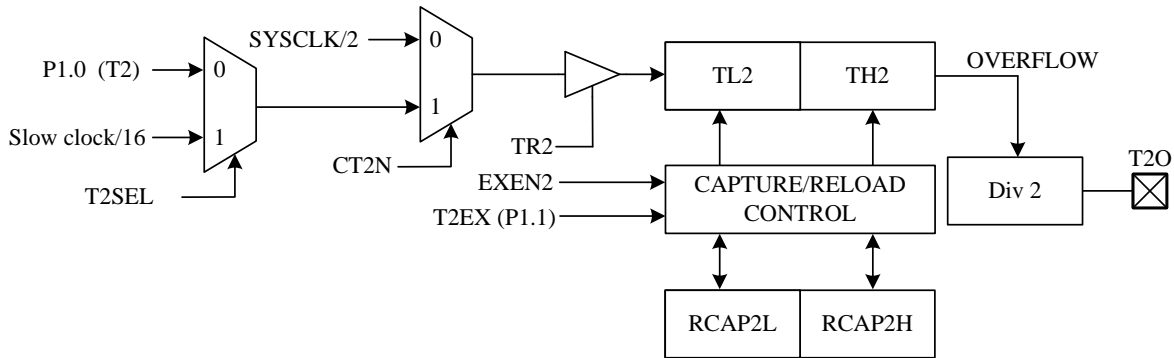 SYSCLK/2
0
P1.0 (T2)
0
TL2
TH2
OVERFLOW
1
Slow clock/16
1
TR2
CT2N
T2SEL
EXEN2
CAPTURE/RELOAD
CONTROL
T2EX (P1.1)
Div 2
T2O
RCAP2L
RCAP2H